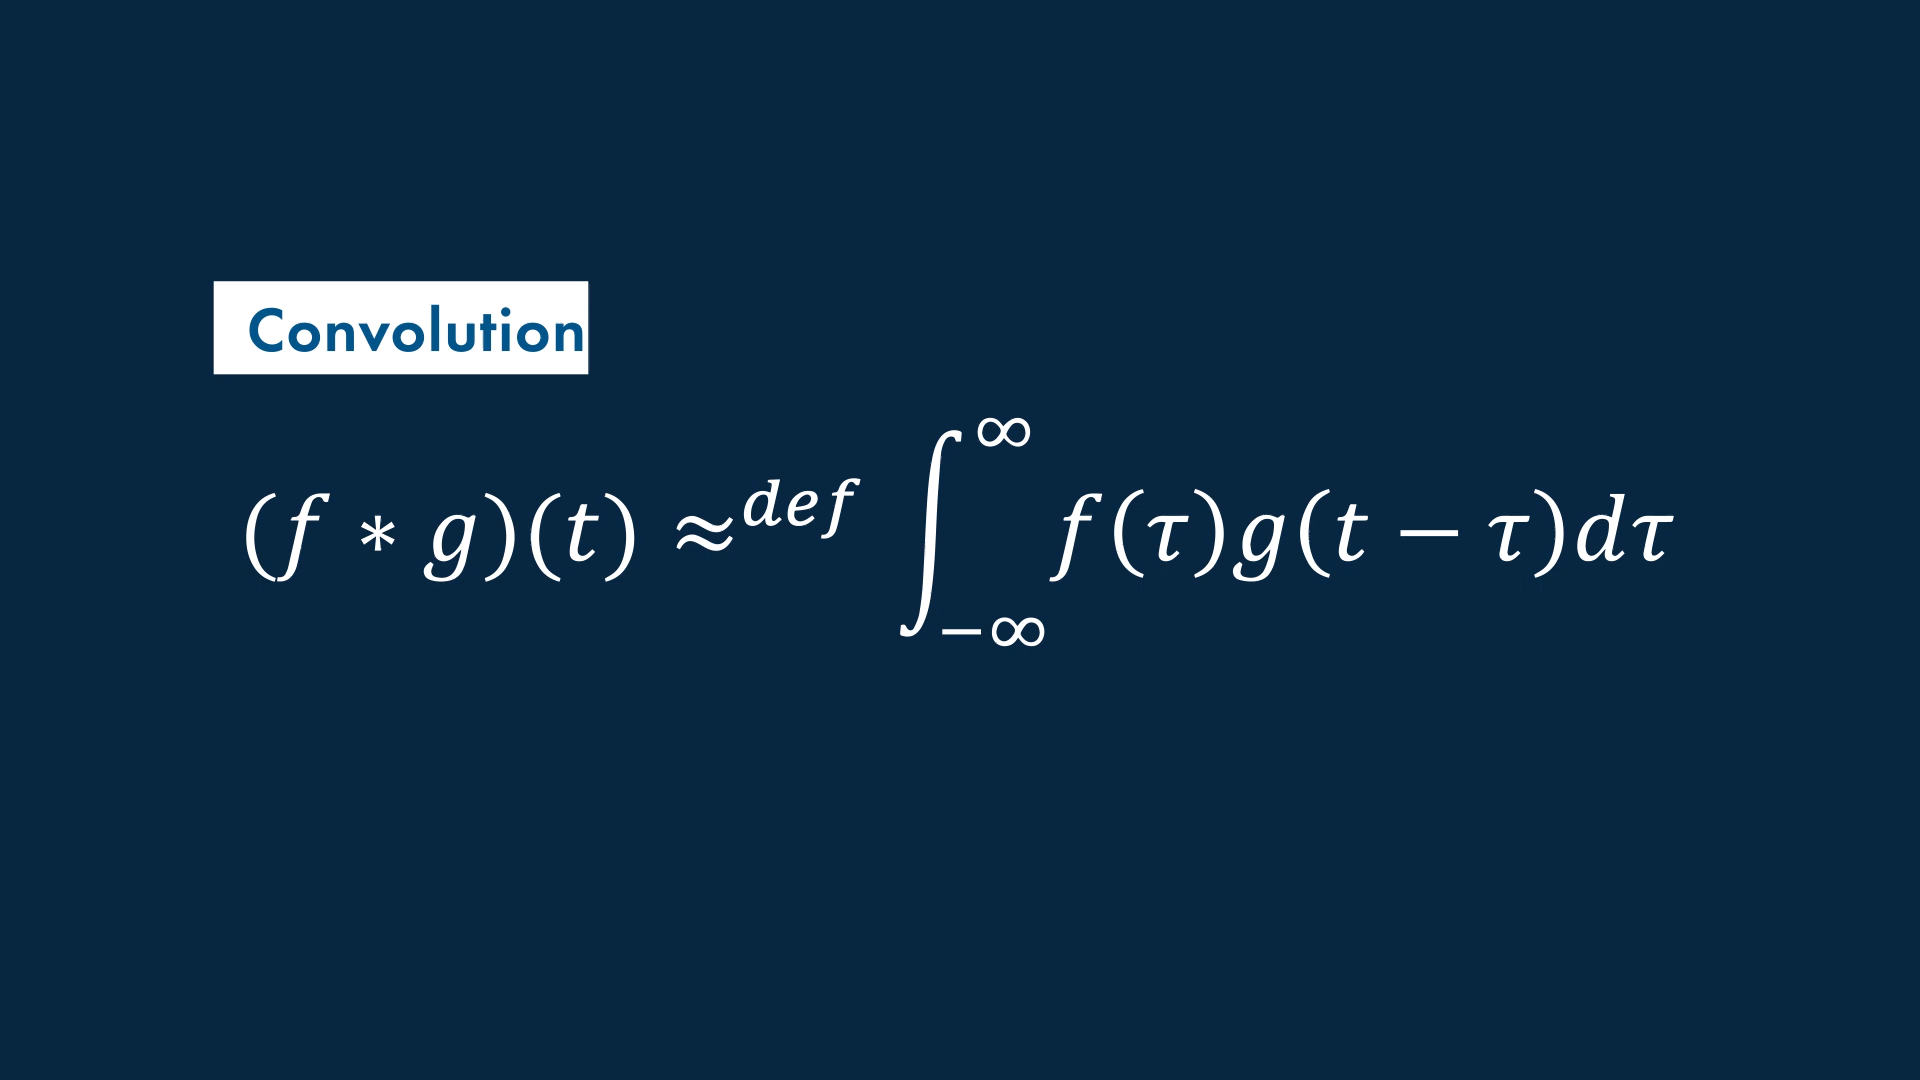 Convolution
(f * g)(t) ≈^{def} ∫_{-∞}^{∞} f(τ)g(t − τ)dτ